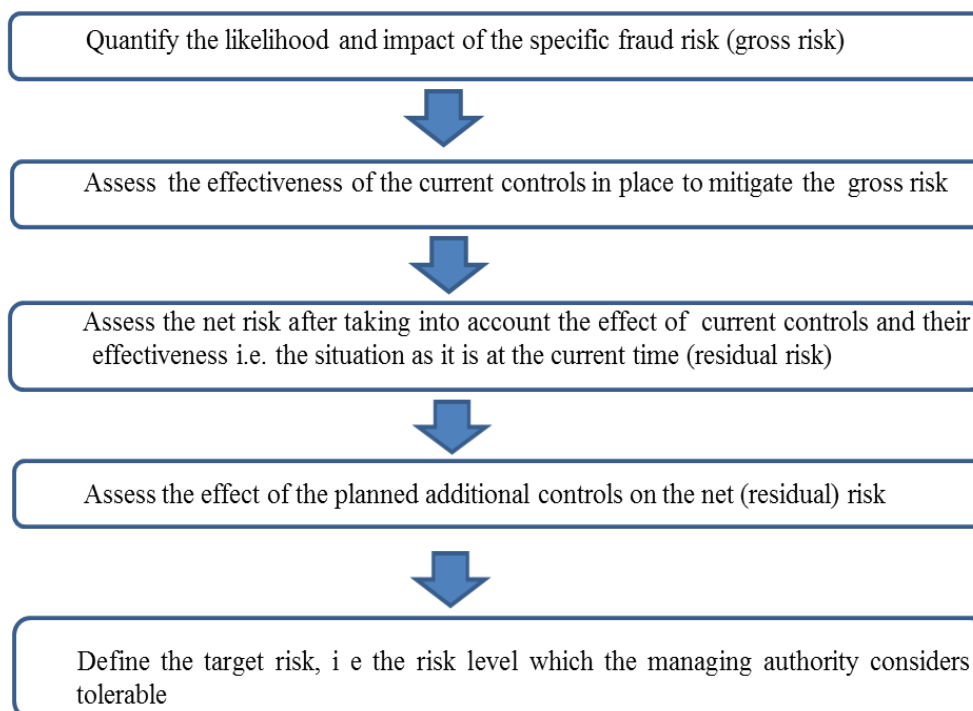 Quantify the likelihood and impact of the specific fraud risk (gross risk)
Assess the effectiveness of the current controls in place to mitigate the gross risk
Assess the net risk after taking into account the effect of current controls and their
effectiveness i.e. the situation as it is at the current time (residual risk)
Assess the effect of the planned additional controls on the net (residual) risk
Define the target risk, i e the risk level which the managing authority considers
tolerable